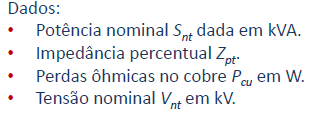 Dados:
• Potência nominal Snt dada em kVA.
• Impedância percentual Zpt.
• Perdas ôhmicas no cobre Pcu em W.
• Tensão nominal Vnt em kV.